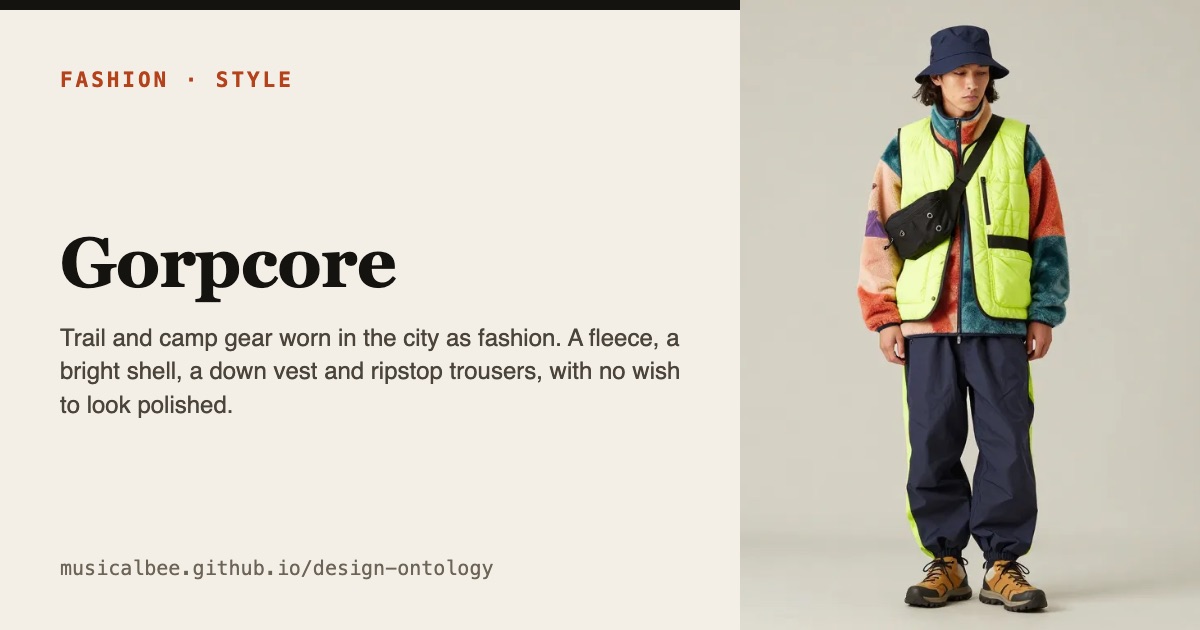 FASHION · STYLE
Gorpcore
Trail and camp gear worn in the city as fashion. A fleece, a
bright shell, a down vest and ripstop trousers, with no wish
to look polished.
musicalbee.github.io/design-ontology